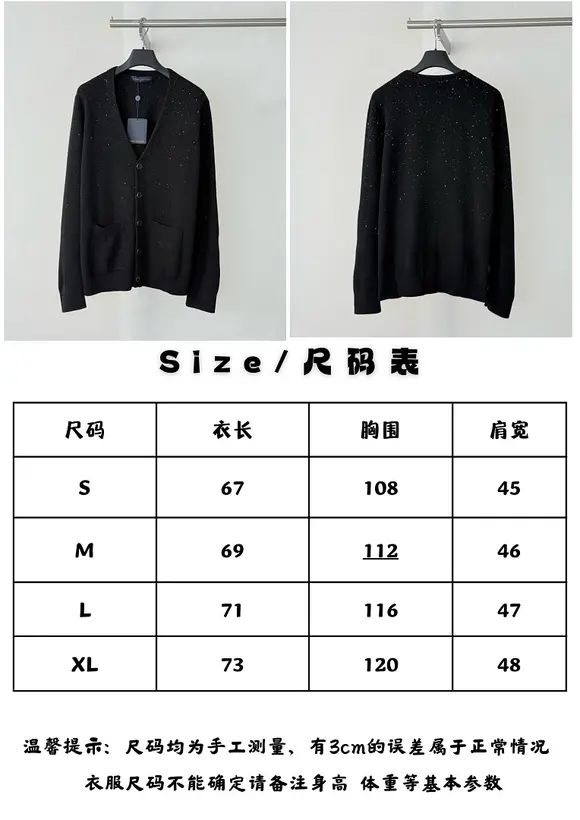 Size/尺码表
尺码 衣长 胸围 肩宽
S 67 108 45
M 69 112 46
L 71 116 47
XL 73 120 48
温馨提示：尺码均为手工测量、有3cm的误差属于正常情况
衣服尺码不能确定请备注身高 体重等基本参数